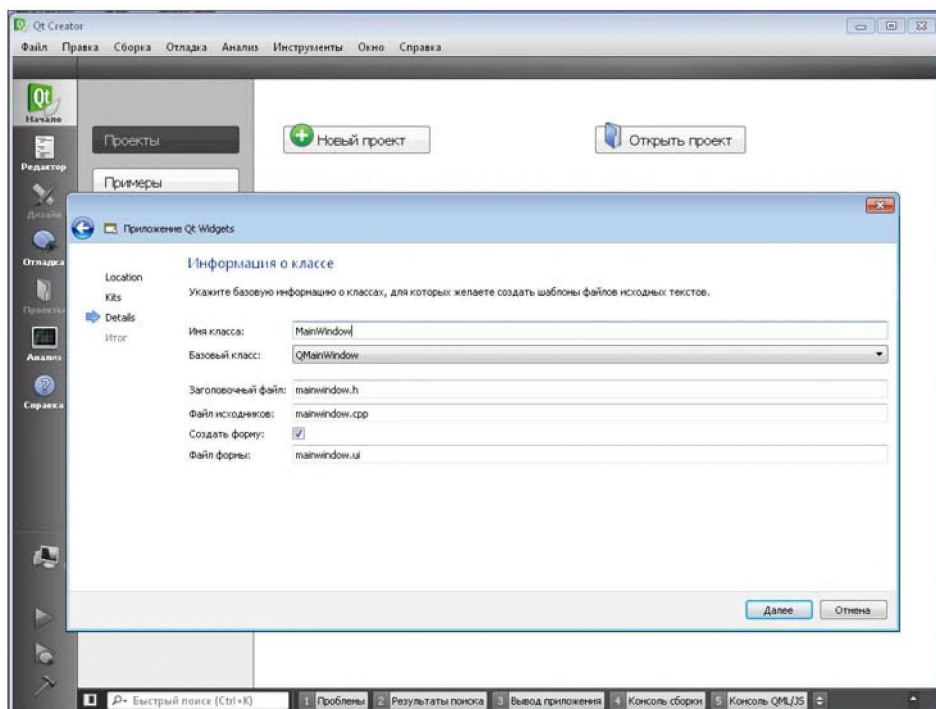 Qt Creator
Файл Правка Сборка Отладка Анализ Инструменты Окно Справка
Qt
Начало
Редактор
Дизайн
Отладка
Проекты
Анализ
Справка
Проекты
Примеры
Новый проект
Открыть проект
Приложение Qt Widgets
Location
Kits
Details
Итог
Информация о классе
Укажите базовую информацию о классах, для которых желаете создать шаблоны файлов исходных текстов.
Имя класса: MainWindow
Базовый класс: QMainWindow
Заголовочный файл: mainwindow.h
Файл исходников: mainwindow.cpp
Создать форму:
Файл формы: mainwindow.ui
Далее Отмена
Быстрый поиск (Ctrl+K) 1 Проблемы 2 Результаты поиска 3 Вывод приложения 4 Консоль сборки 5 Консоль QML/JS